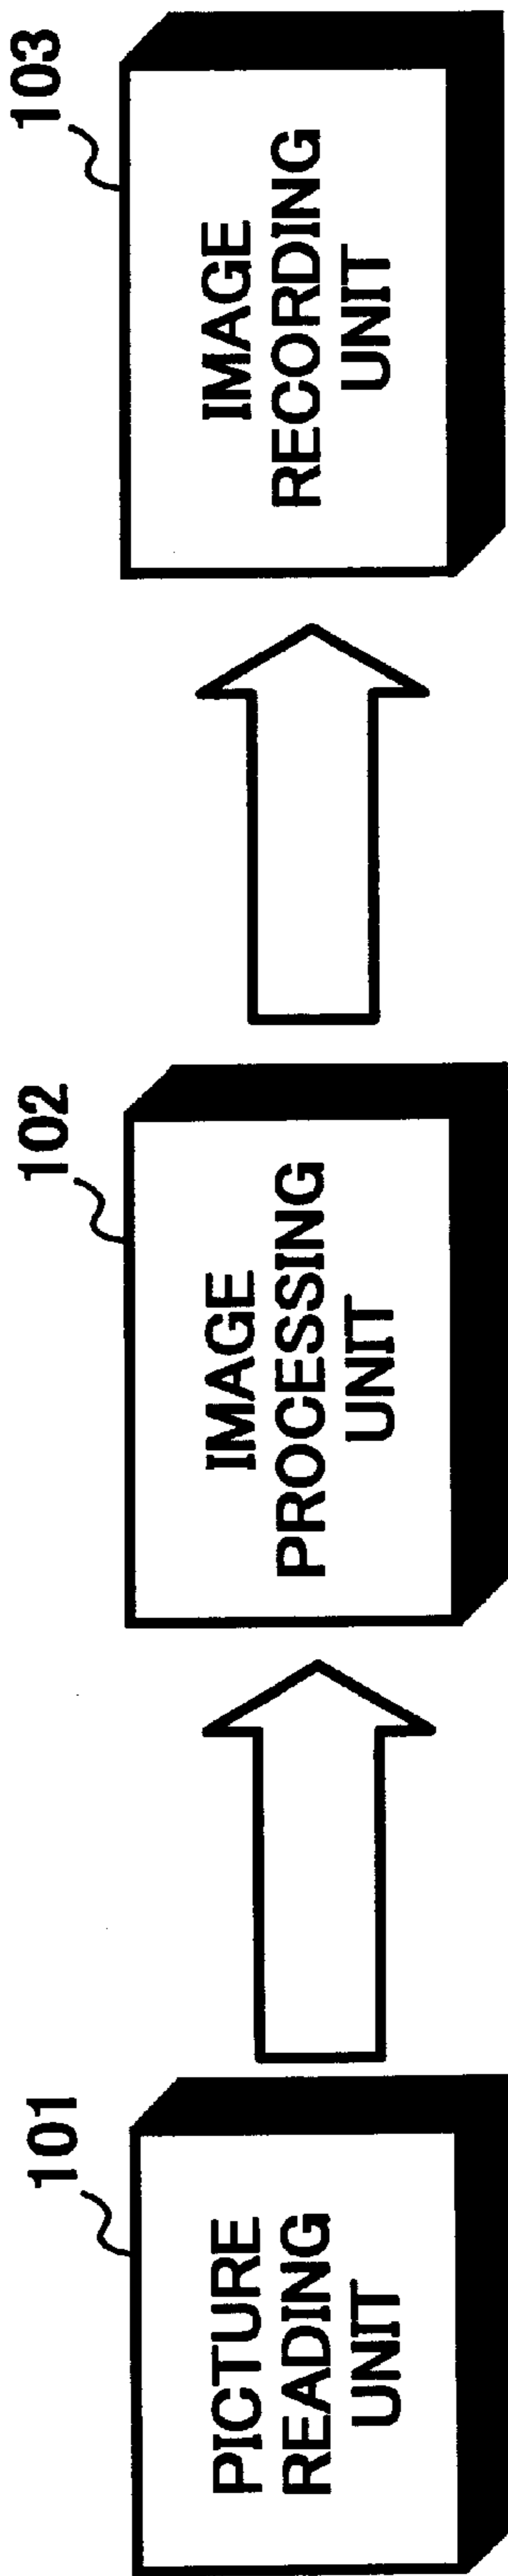 101
PICTURE
READING
UNIT
102
IMAGE
PROCESSING
UNIT
103
IMAGE
RECORDING
UNIT